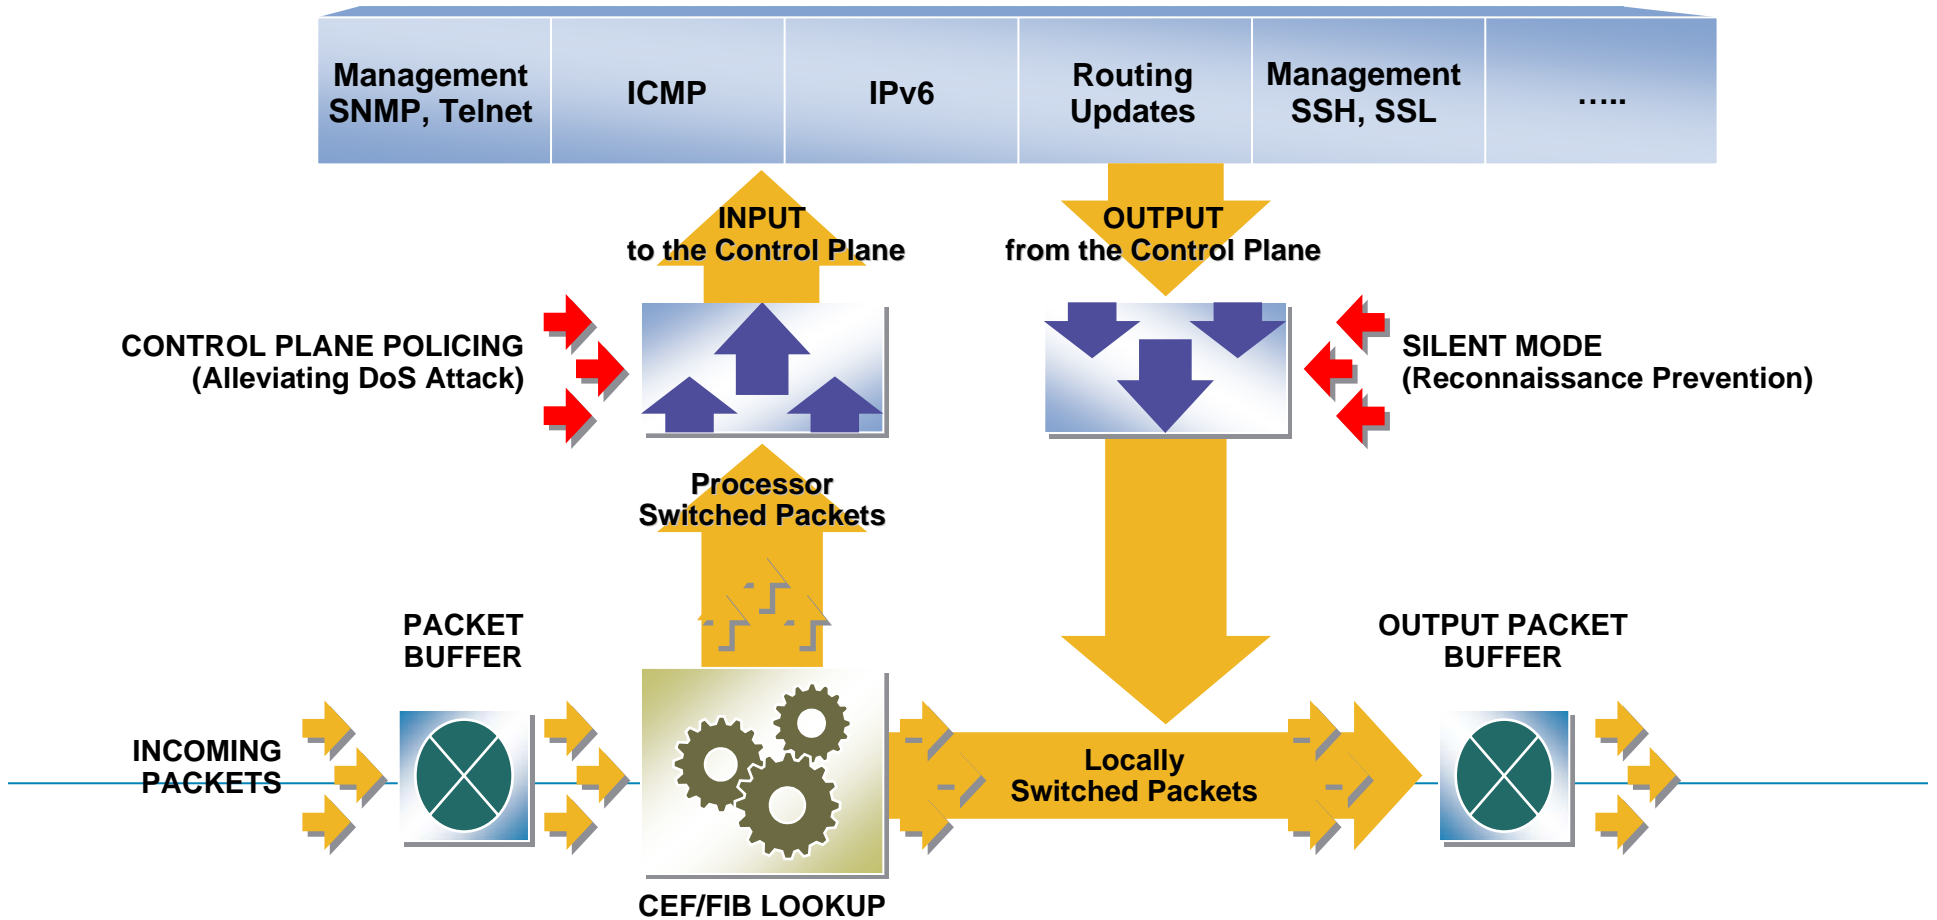 Management
SNMP, Telnet
ICMP
IPv6
Routing
Updates
Management
SSH, SSL
…..
INPUT
to the Control Plane
OUTPUT
from the Control Plane
CONTROL PLANE POLICING
(Alleviating DoS Attack)
SILENT MODE
(Reconnaissance Prevention)
Processor
Switched Packets
PACKET
BUFFER
OUTPUT PACKET
BUFFER
INCOMING
PACKETS
Locally
Switched Packets
CEF/FIB LOOKUP